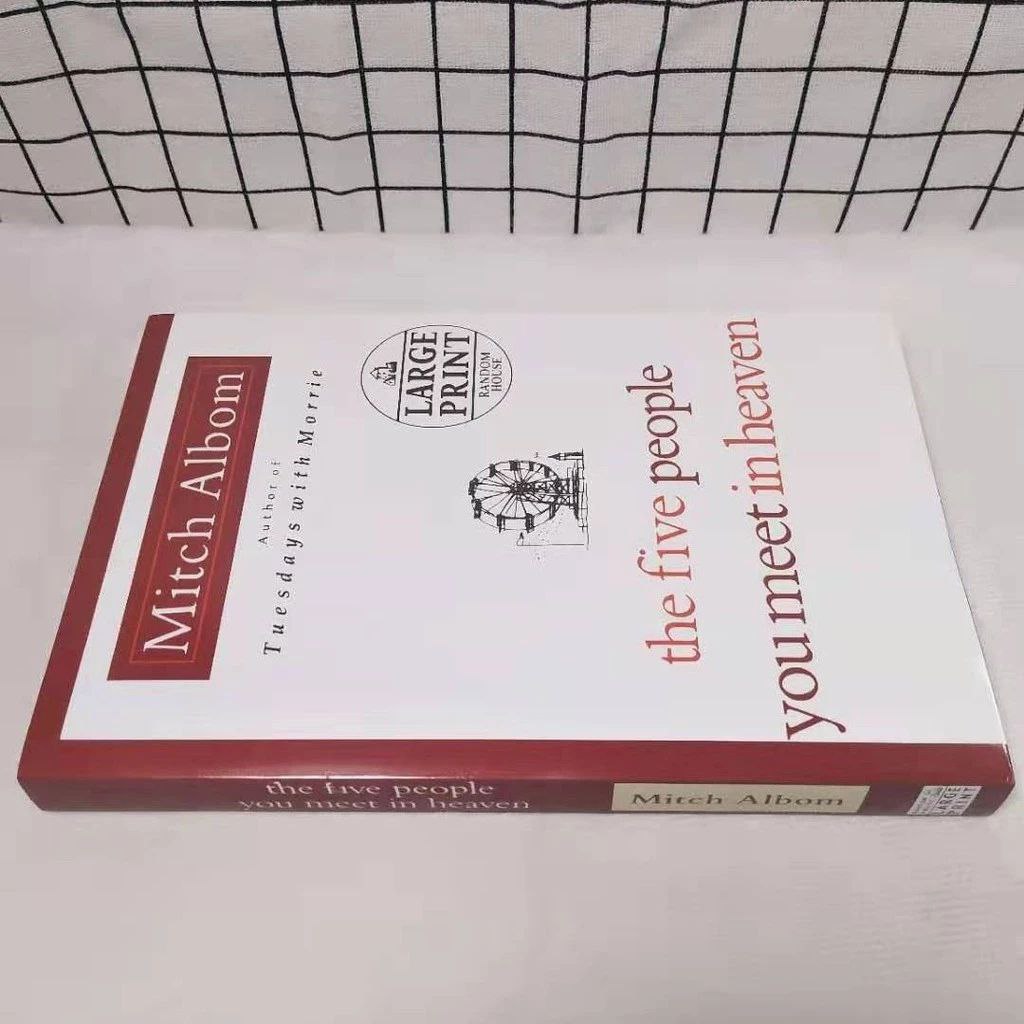 Mitch Albom
Author of
Tuesdays with Morrie
LARGE
PRINT
RANDOM
HOUSE
the five people
you meet in heaven
the five people
you meet in heaven
Mitch Albom
LARGE
PRINT